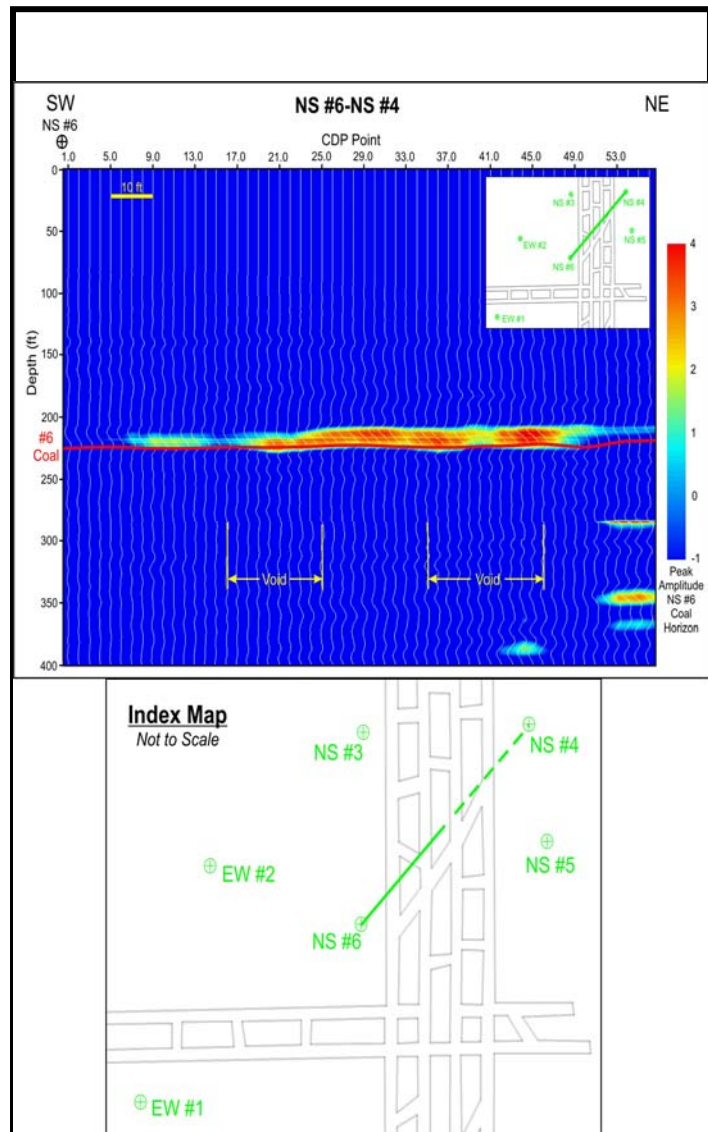 SW
NS #6-NS #4
NE
NS #6
CDP Point
1.0 5.0 9.0 13.0 17.0 21.0 25.0 29.0 33.0 37.0 41.0 45.0 49.0 53.0
0
50
100
150
200
250
300
350
400
Depth (ft)
#6
Coal
10 ft
NS #3
NS #4
EW #2
NS #5
NS #6
EW #1
Void
Void
4
3
2
1
0
-1
Peak
Amplitude
NS #6
Coal
Horizon
Index Map
Not to Scale
NS #3
NS #4
EW #2
NS #5
NS #6
EW #1